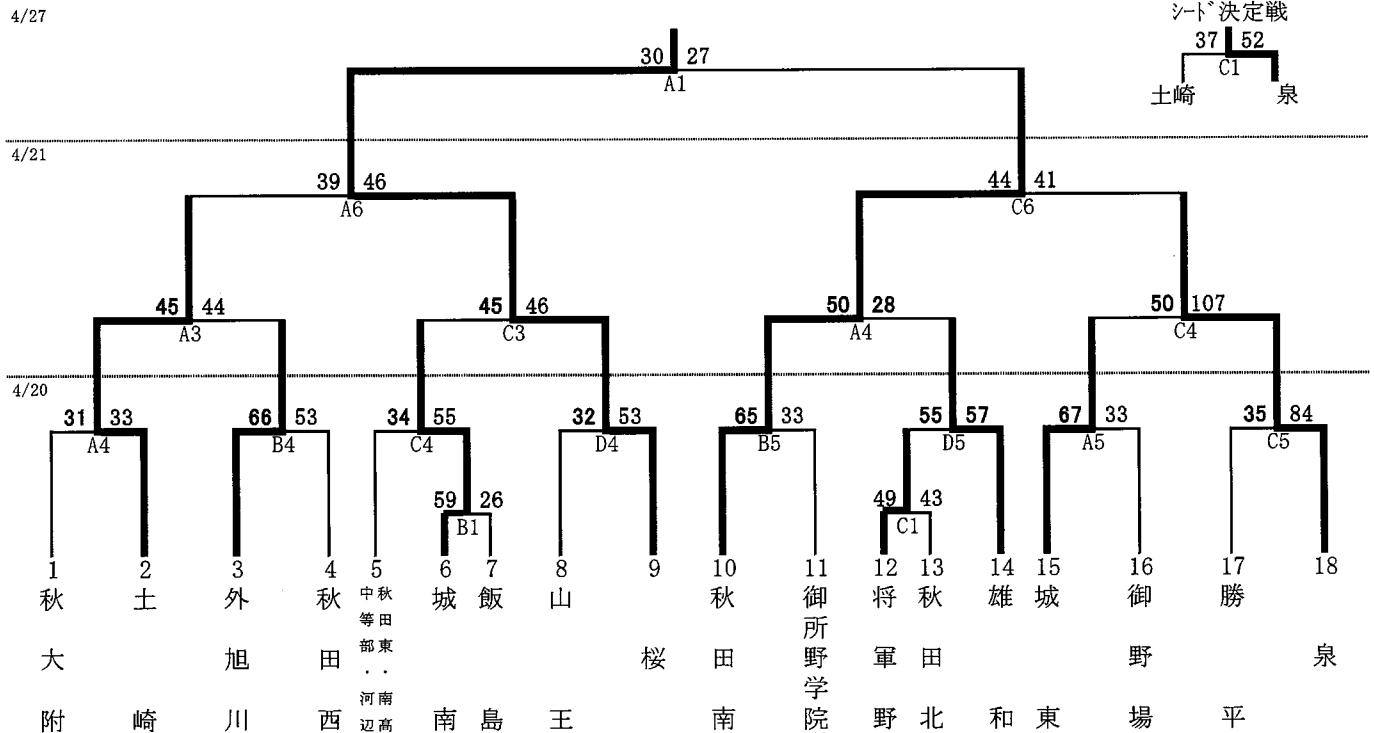 4/27
シード決定戦
30 27
A1
37 52
C1
土崎 泉
4/21
39 46
A6
44 41
C6
45 44
A3
45 46
C3
50 28
A4
50 107
C4
4/20
31 33
A4
66 53
B4
34 55
C4
32 53
D4
65 33
B5
55 57
D5
67 33
A5
35 84
C5
59 26
B1
49 43
C1
1 2 3 4 5 6 7 8 9 10 11 12 13 14 15 16 17 18
秋大附
土崎
外旭川
秋田西
秋田東・南高
中等部・河辺
城南
飯島
山王
桜
秋田南
御所野学院
将軍野
秋田北
雄和
城東
御野場
勝平
泉